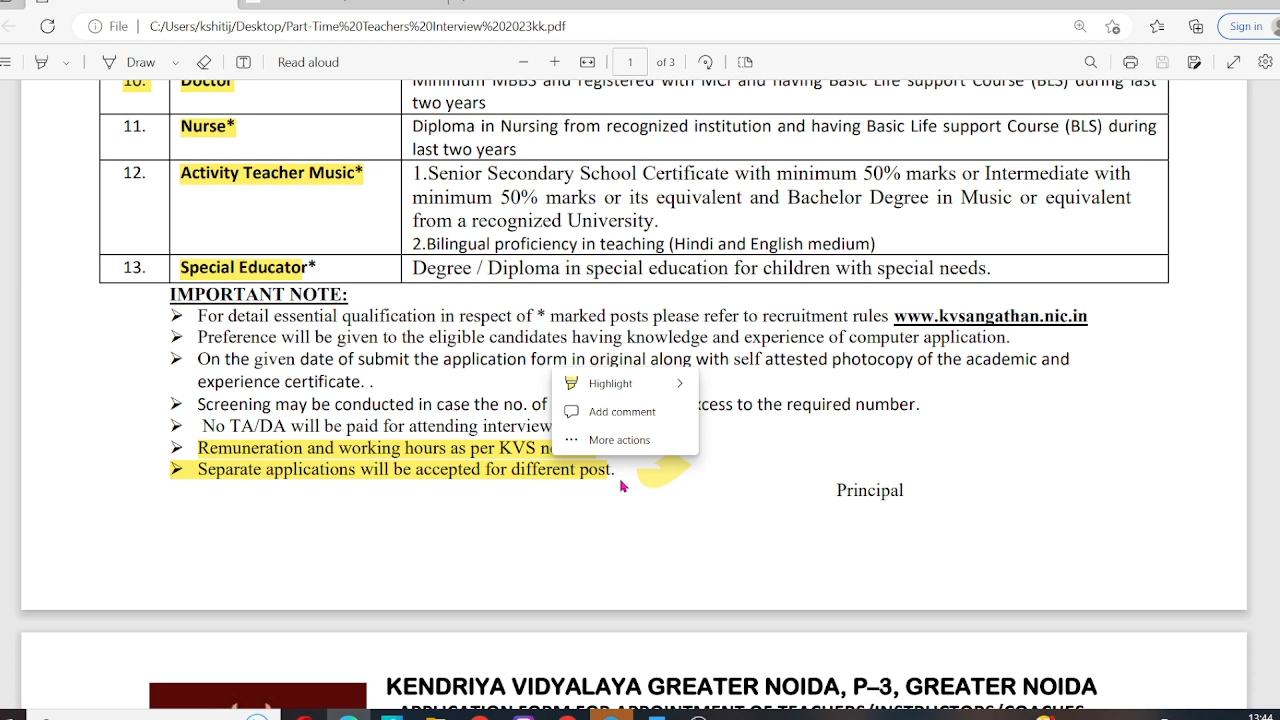 File | C:/Users/kshitij/Desktop/Part-Time%20Teachers%20Interview%202023kk.pdf
Sign in
Draw
Read aloud
1 of 3
10. Doctor Minimum MBBS and registered with MCI and having Basic Life support Course (BLS) during last
two years
11. Nurse* Diploma in Nursing from recognized institution and having Basic Life support Course (BLS) during
last two years
12. Activity Teacher Music* 1.Senior Secondary School Certificate with minimum 50% marks or Intermediate with
minimum 50% marks or its equivalent and Bachelor Degree in Music or equivalent
from a recognized University.
2.Bilingual proficiency in teaching (Hindi and English medium)
13. Special Educator* Degree / Diploma in special education for children with special needs.
IMPORTANT NOTE:
➢ For detail essential qualification in respect of * marked posts please refer to recruitment rules www.kvsangathan.nic.in
➢ Preference will be given to the eligible candidates having knowledge and experience of computer application.
➢ On the given date of submit the application form in original along with self attested photocopy of the academic and
experience certificate. .
Highlight
➢ Screening may be conducted in case the no. of xcess to the required number.
Add comment
➢ No TA/DA will be paid for attending interview
More actions
➢ Remuneration and working hours as per KVS
➢ Separate applications will be accepted for different post.
Principal
KENDRIYA VIDYALAYA GREATER NOIDA, P–3, GREATER NOIDA
APPLICATION FORM FOR APPOINTMENT OF TEACHERS/INSTRUCTORS/COACHES
13:44